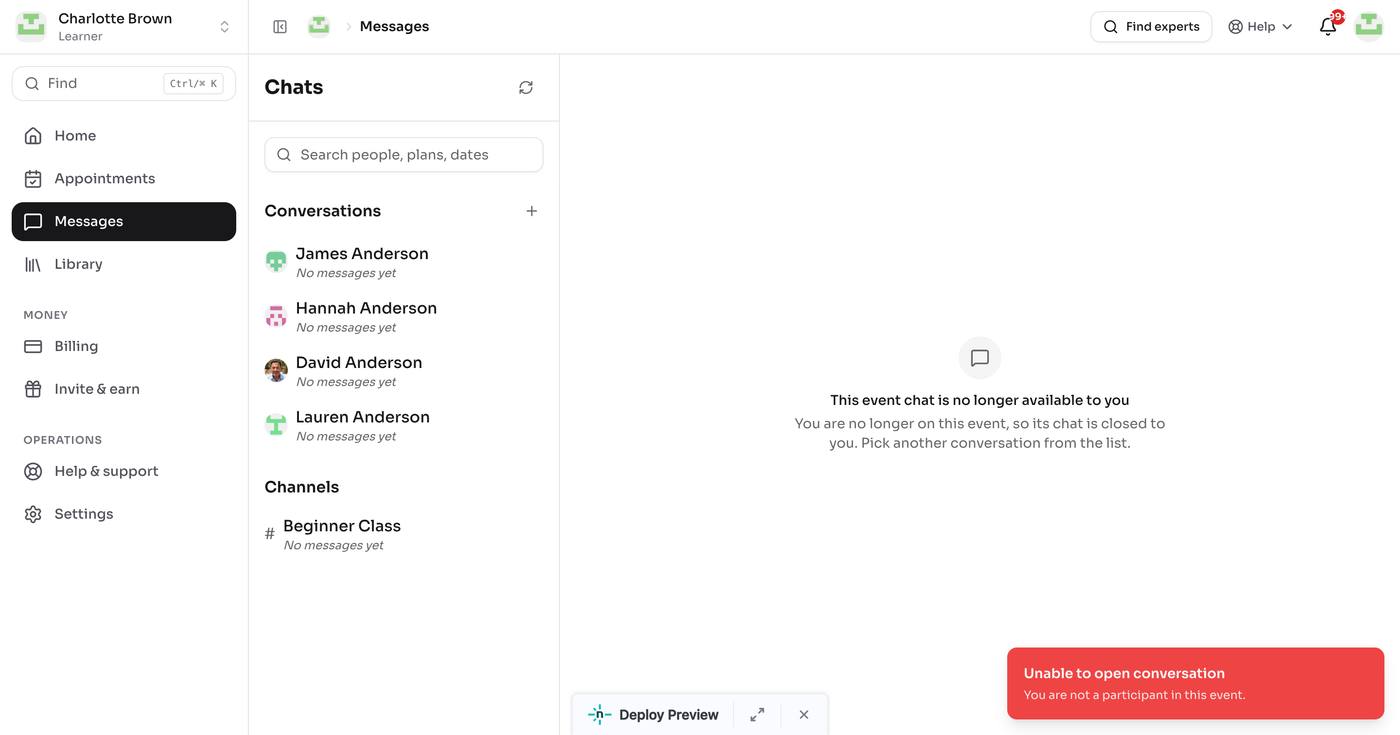 Charlotte Brown
Learner
Messages
Find experts
Help
99+
Find
Ctrl/⌘ K
Home
Appointments
Messages
Library
MONEY
Billing
Invite & earn
OPERATIONS
Help & support
Settings
Chats
Search people, plans, dates
Conversations
James Anderson
No messages yet
Hannah Anderson
No messages yet
David Anderson
No messages yet
Lauren Anderson
No messages yet
Channels
# Beginner Class
No messages yet
This event chat is no longer available to you
You are no longer on this event, so its chat is closed to
you. Pick another conversation from the list.
Unable to open conversation
You are not a participant in this event.
n Deploy Preview